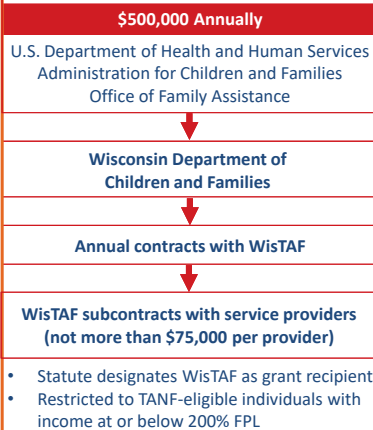 $500,000 Annually
U.S. Department of Health and Human Services
Administration for Children and Families
Office of Family Assistance
Wisconsin Department of
Children and Families
Annual contracts with WisTAF
WisTAF subcontracts with service providers
(not more than $75,000 per provider)
• Statute designates WisTAF as grant recipient
• Restricted to TANF-eligible individuals with
income at or below 200% FPL